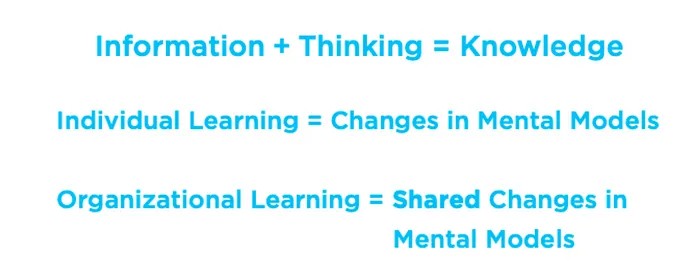 Information + Thinking = Knowledge
Individual Learning = Changes in Mental Models
Organizational Learning = Shared Changes in
Mental Models